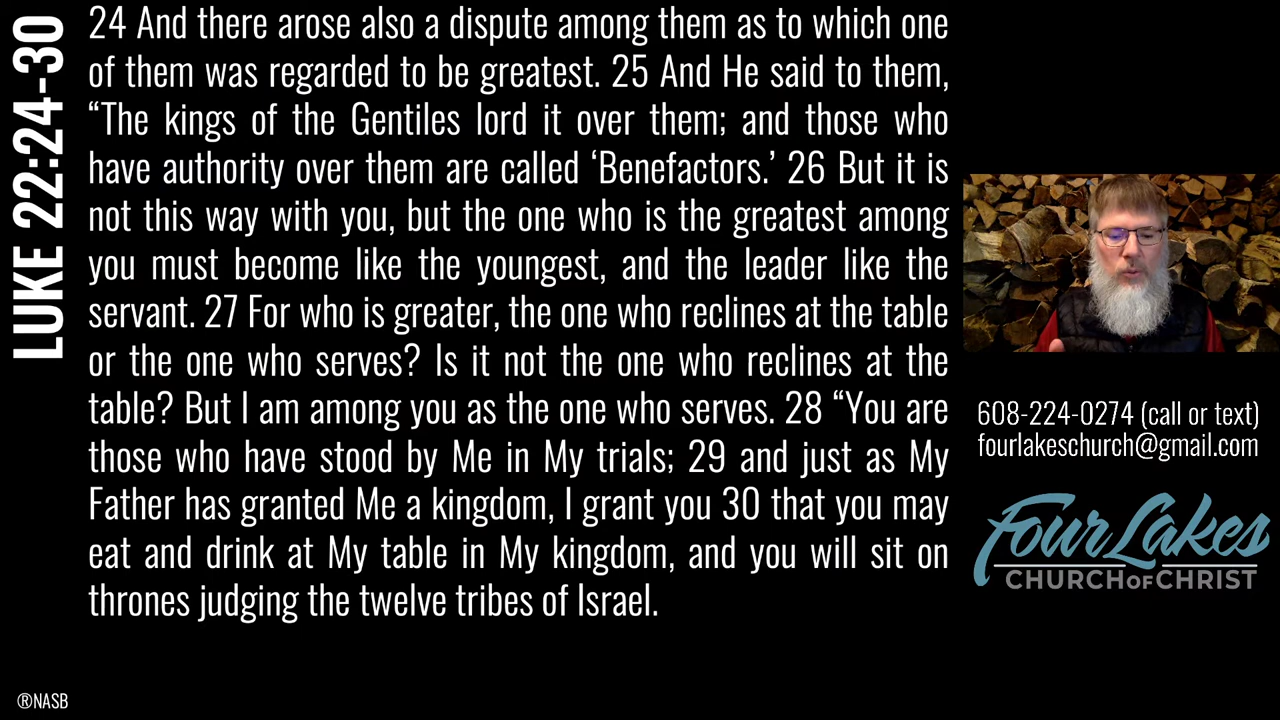 LUKE 22:24-30
24 And there arose also a dispute among them as to which one
of them was regarded to be greatest. 25 And He said to them,
“The kings of the Gentiles lord it over them; and those who
have authority over them are called ‘Benefactors.’ 26 But it is
not this way with you, but the one who is the greatest among
you must become like the youngest, and the leader like the
servant. 27 For who is greater, the one who reclines at the table
or the one who serves? Is it not the one who reclines at the
table? But I am among you as the one who serves. 28 “You are
those who have stood by Me in My trials; 29 and just as My
Father has granted Me a kingdom, I grant you 30 that you may
eat and drink at My table in My kingdom, and you will sit on
thrones judging the twelve tribes of Israel.
®NASB
608-224-0274 (call or text)
fourlakeschurch@gmail.com
Four Lakes
CHURCH OF CHRIST